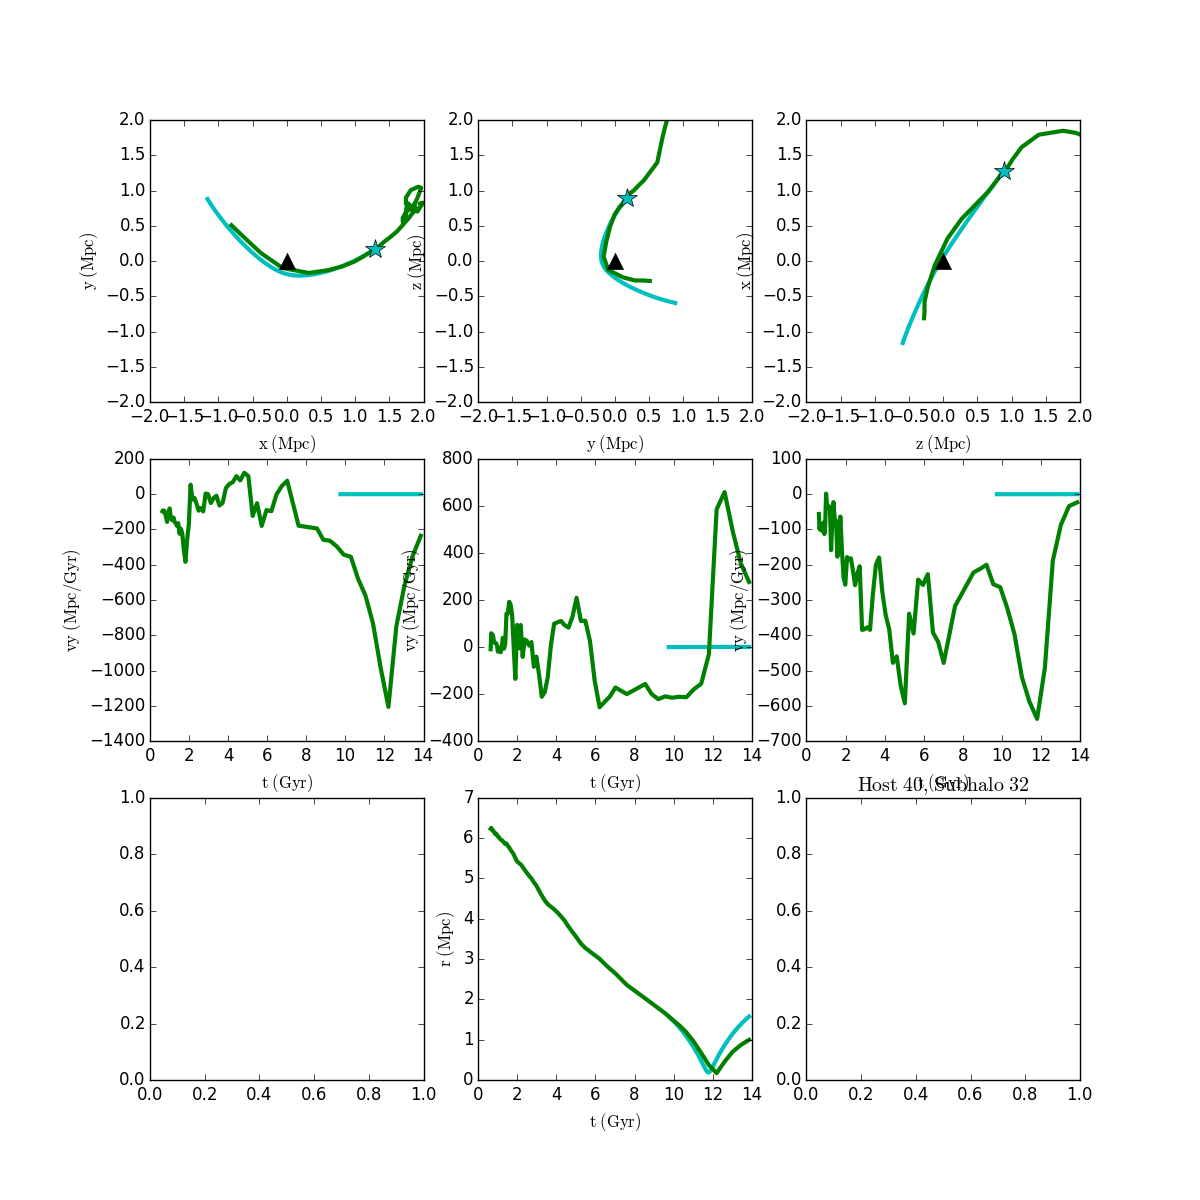 2.0 1.5 1.0 0.5 0.0 −0.5 −1.0 −1.5 −2.0
y (Mpc)
−2.0 −1.5 −1.0 −0.5 0.0 0.5 1.0 1.5 2.0
x (Mpc)
2.0 1.5 1.0 0.5 0.0 −0.5 −1.0 −1.5 −2.0
z (Mpc)
−2.0 −1.5 −1.0 −0.5 0.0 0.5 1.0 1.5 2.0
y (Mpc)
2.0 1.5 1.0 0.5 0.0 −0.5 −1.0 −1.5 −2.0
x (Mpc)
−2.0 −1.5 −1.0 −0.5 0.0 0.5 1.0 1.5 2.0
z (Mpc)
200 0 −200 −400 −600 −800 −1000 −1200 −1400
vy (Mpc/Gyr)
0 2 4 6 8 10 12 14
t (Gyr)
800 600 400 200 0 −200 −400
vy (Mpc/Gyr)
0 2 4 6 8 10 12 14
t (Gyr)
100 0 −100 −200 −300 −400 −500 −600 −700
vy (Mpc/Gyr)
0 2 4 6 8 10 12 14
t (Gyr)
1.0 0.8 0.6 0.4 0.2 0.0
0.0 0.2 0.4 0.6 0.8 1.0
7 6 5 4 3 2 1 0
r (Mpc)
0 2 4 6 8 10 12 14
t (Gyr)
Host 40, Subhalo 32
1.0 0.8 0.6 0.4 0.2 0.0
0.0 0.2 0.4 0.6 0.8 1.0